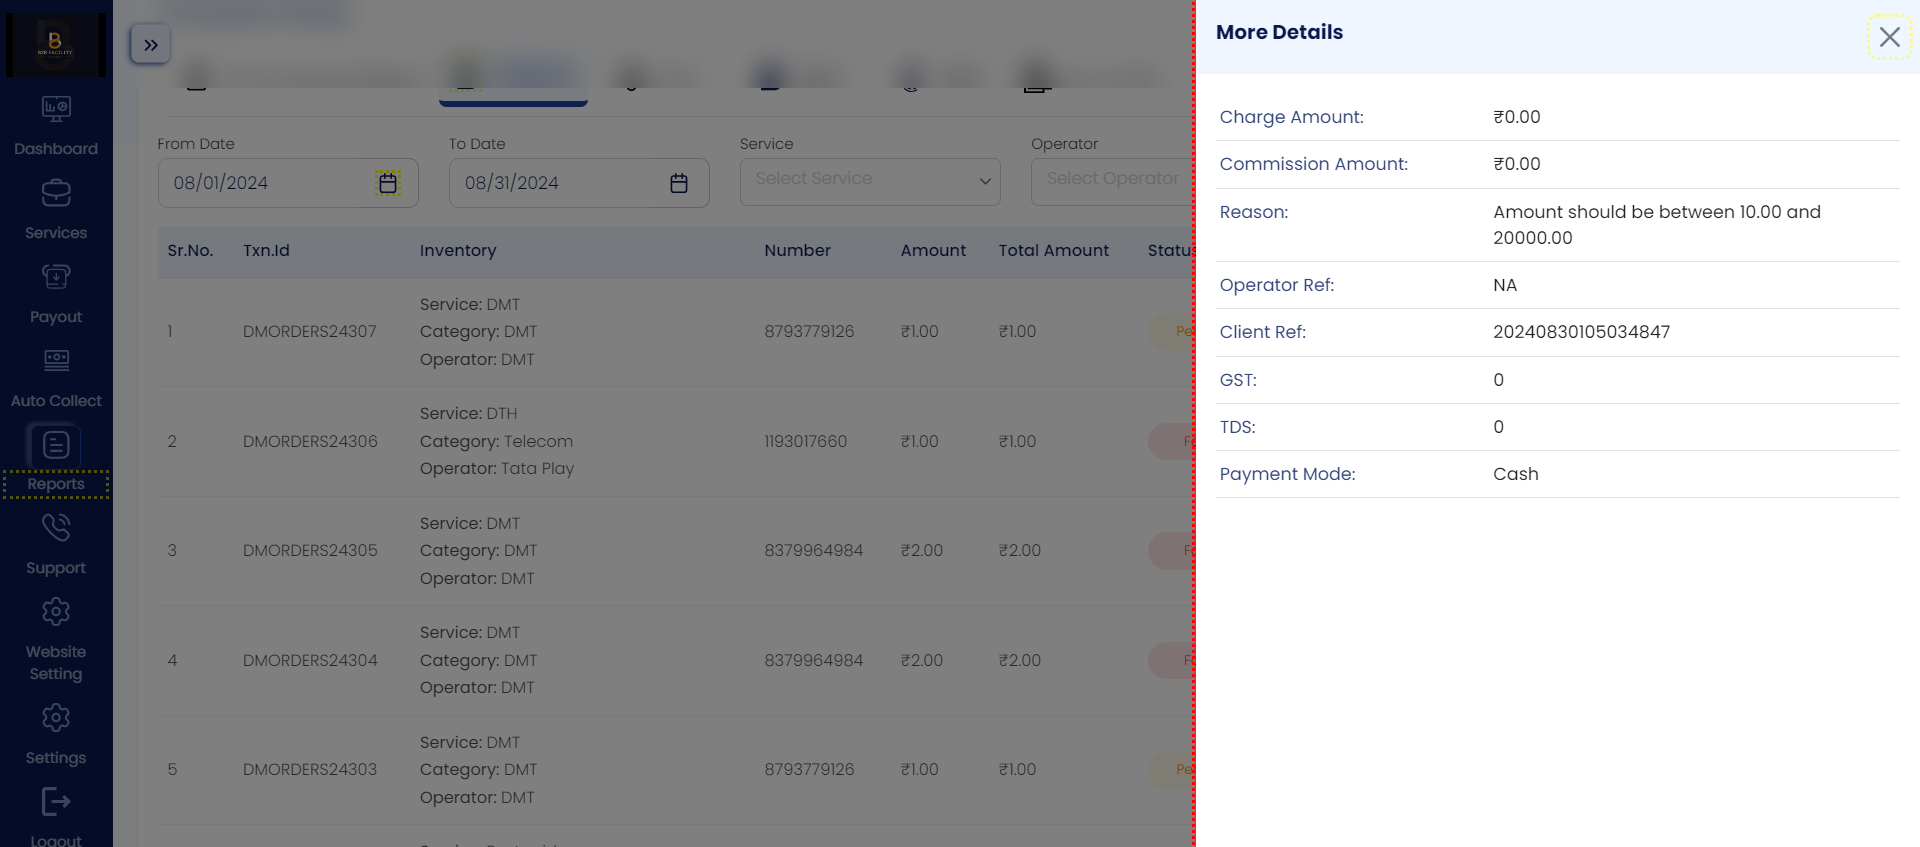 B2B FACILITY
Dashboard
Services
Payout
Auto Collect
Reports
Support
Website
Setting
Settings
Logout
From Date
To Date
Service
Operator
08/01/2024
08/31/2024
Select Service
Select Operator
Sr.No. Txn.Id Inventory Number Amount Total Amount Status
Service: DMT
1 DMORDERS24307 Category: DMT 8793779126 ₹1.00 ₹1.00 Pe
Operator: DMT
Service: DTH
2 DMORDERS24306 Category: Telecom 1193017660 ₹1.00 ₹1.00 F
Operator: Tata Play
Service: DMT
3 DMORDERS24305 Category: DMT 8379964984 ₹2.00 ₹2.00 F
Operator: DMT
Service: DMT
4 DMORDERS24304 Category: DMT 8379964984 ₹2.00 ₹2.00 F
Operator: DMT
Service: DMT
5 DMORDERS24303 Category: DMT 8793779126 ₹1.00 ₹1.00 Pe
Operator: DMT
More Details
Charge Amount: ₹0.00
Commission Amount: ₹0.00
Reason: Amount should be between 10.00 and
20000.00
Operator Ref: NA
Client Ref: 20240830105034847
GST: 0
TDS: 0
Payment Mode: Cash